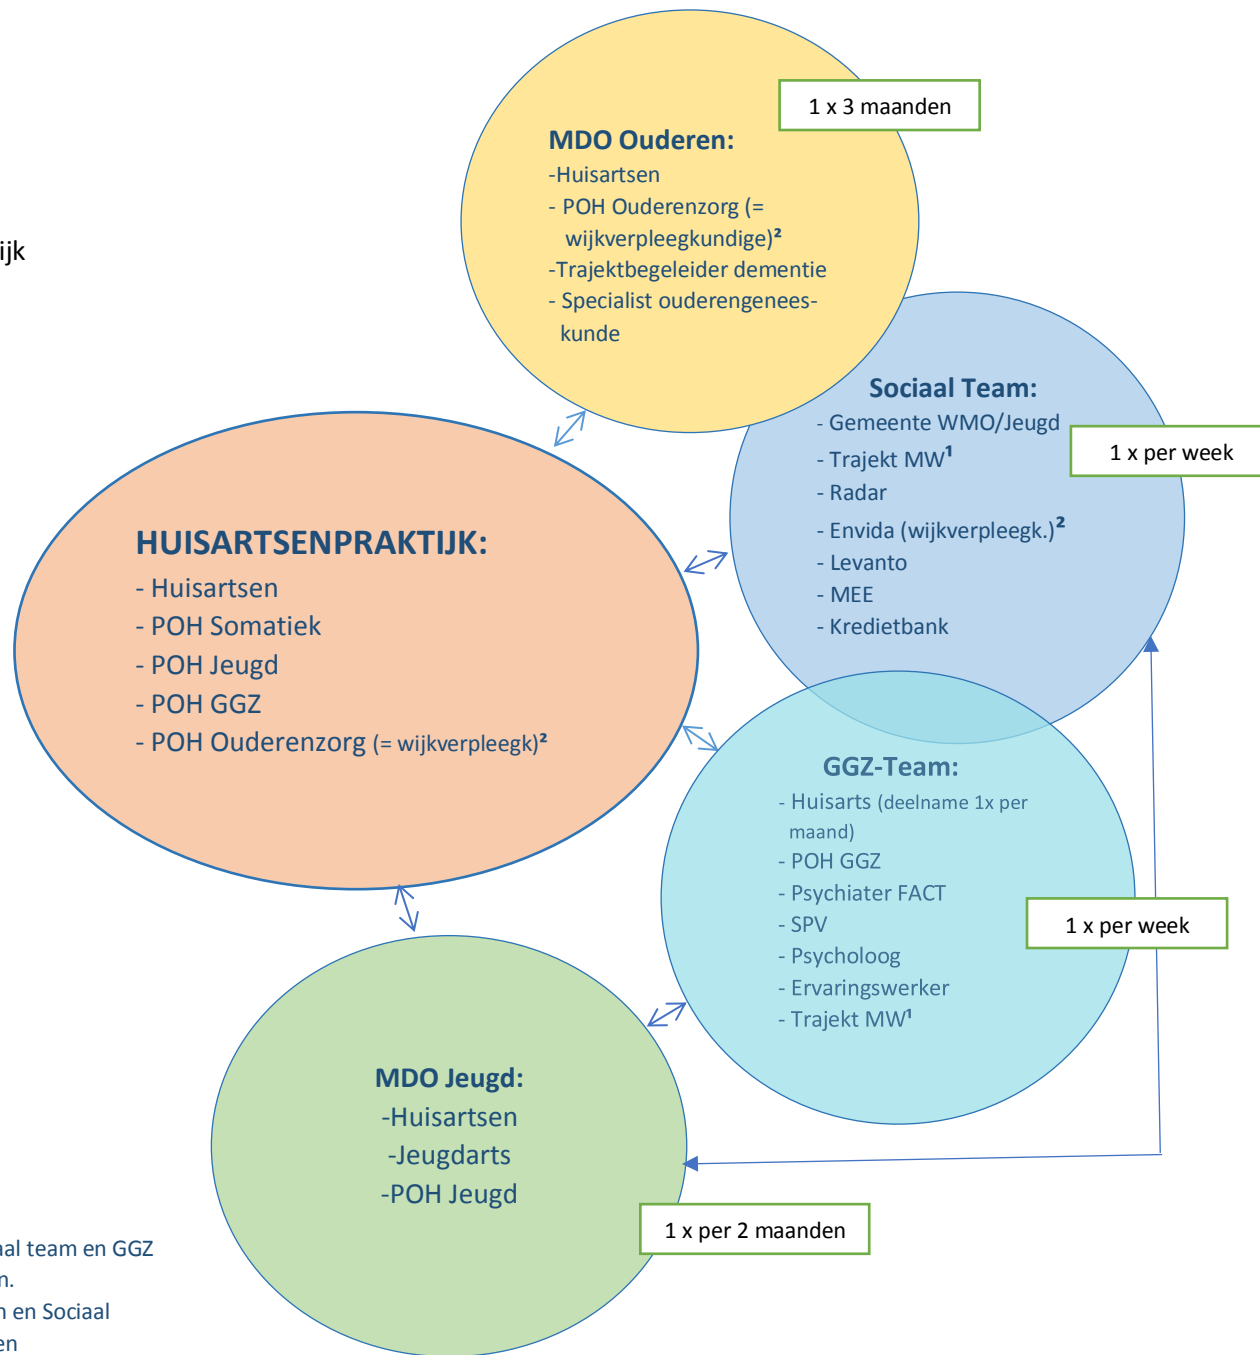 1 x 3 maanden
MDO Ouderen:
-Huisartsen
- POH Ouderenzorg (=
wijkverpleegkundige)²
-Trajektbegeleider dementie
- Specialist ouderengenees-
kunde
ijk
Sociaal Team:
- Gemeente WMO/Jeugd
- Trajekt MW¹
- Radar
- Envida (wijkverpleegk.)²
- Levanto
- MEE
- Kredietbank
1 x per week
HUISARTSENPRAKTIJK:
- Huisartsen
- POH Somatiek
- POH Jeugd
- POH GGZ
- POH Ouderenzorg (= wijkverpleegk)²
GGZ-Team:
- Huisarts (deelname 1x per
maand)
- POH GGZ
- Psychiater FACT
- SPV
- Psycholoog
- Ervaringswerker
- Trajekt MW¹
1 x per week
MDO Jeugd:
-Huisartsen
-Jeugdarts
-POH Jeugd
1 x per 2 maanden
aal team en GGZ
n.
n en Sociaal
en